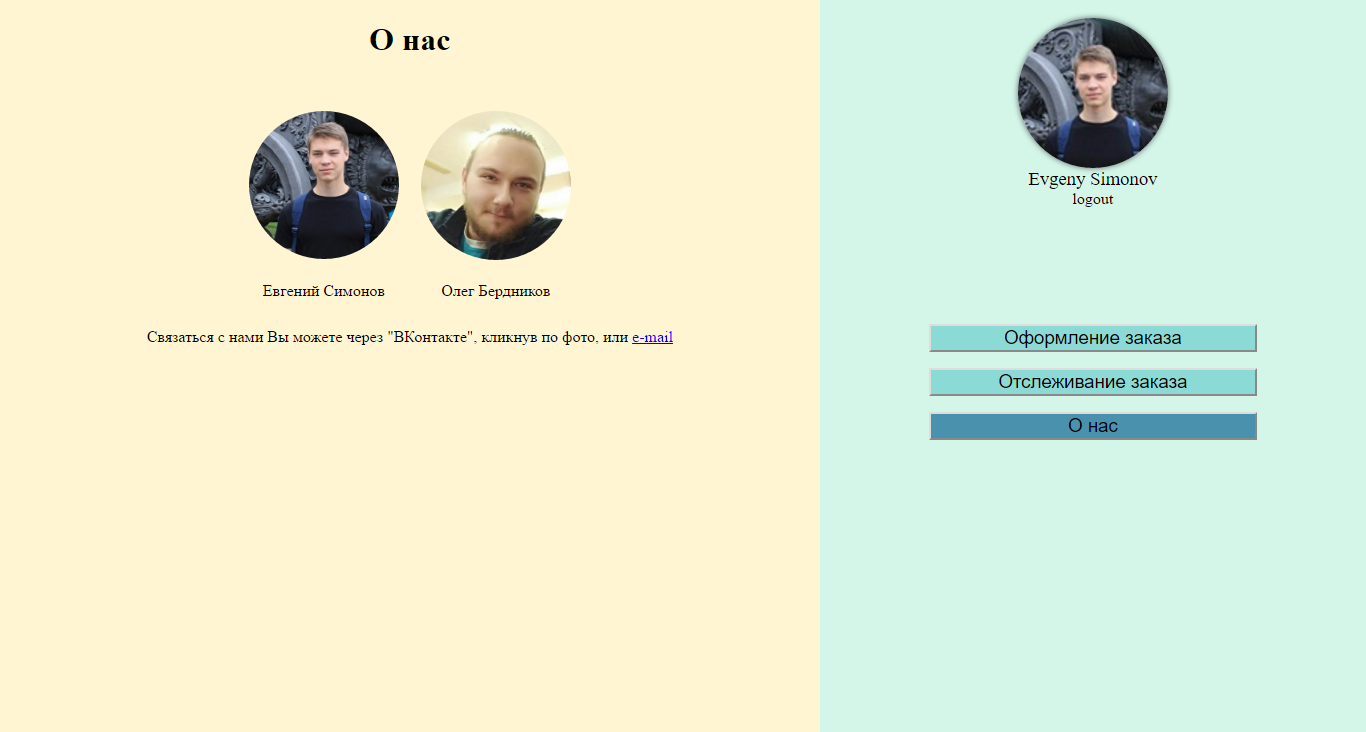 О нас
Евгений Симонов
Олег Бердников
Связаться с нами Вы можете через "ВКонтакте", кликнув по фото, или e-mail
Evgeny Simonov
logout
Оформление заказа
Отслеживание заказа
О нас